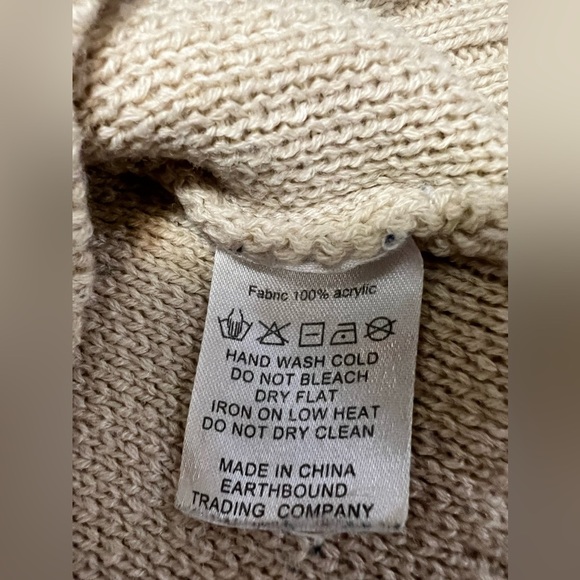 Fabric 100% acrylic
HAND WASH COLD
DO NOT BLEACH
DRY FLAT
IRON ON LOW HEAT
DO NOT DRY CLEAN
MADE IN CHINA
EARTHBOUND
TRADING COMPANY